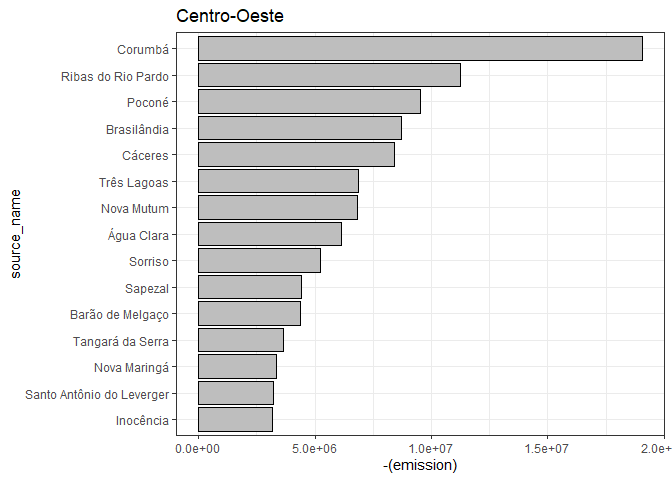 Centro-Oeste
source_name
Corumbá
Ribas do Rio Pardo
Poconé
Brasilândia
Cáceres
Três Lagoas
Nova Mutum
Água Clara
Sorriso
Sapezal
Barão de Melgaço
Tangará da Serra
Nova Maringá
Santo Antônio do Leverger
Inocência
0.0e+00 5.0e+06 1.0e+07 1.5e+07 2.0e+
-(emission)